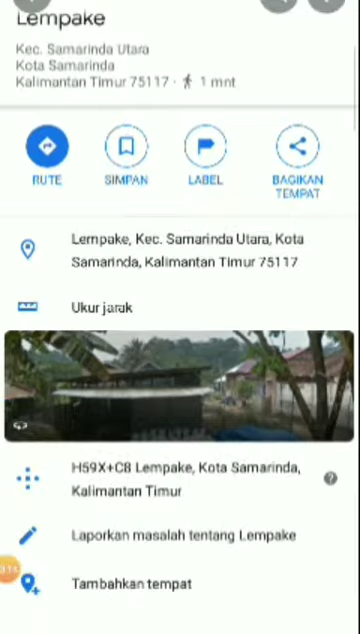 Lempake
Kec. Samarinda Utara
Kota Samarinda
Kalimantan Timur 75117 · 1 mnt
RUTE
SIMPAN
LABEL
BAGIKAN
TEMPAT
Lempake, Kec. Samarinda Utara, Kota
Samarinda, Kalimantan Timur 75117
Ukur jarak
H59X+C8 Lempake, Kota Samarinda,
Kalimantan Timur
Laporkan masalah tentang Lempake
Tambahkan tempat